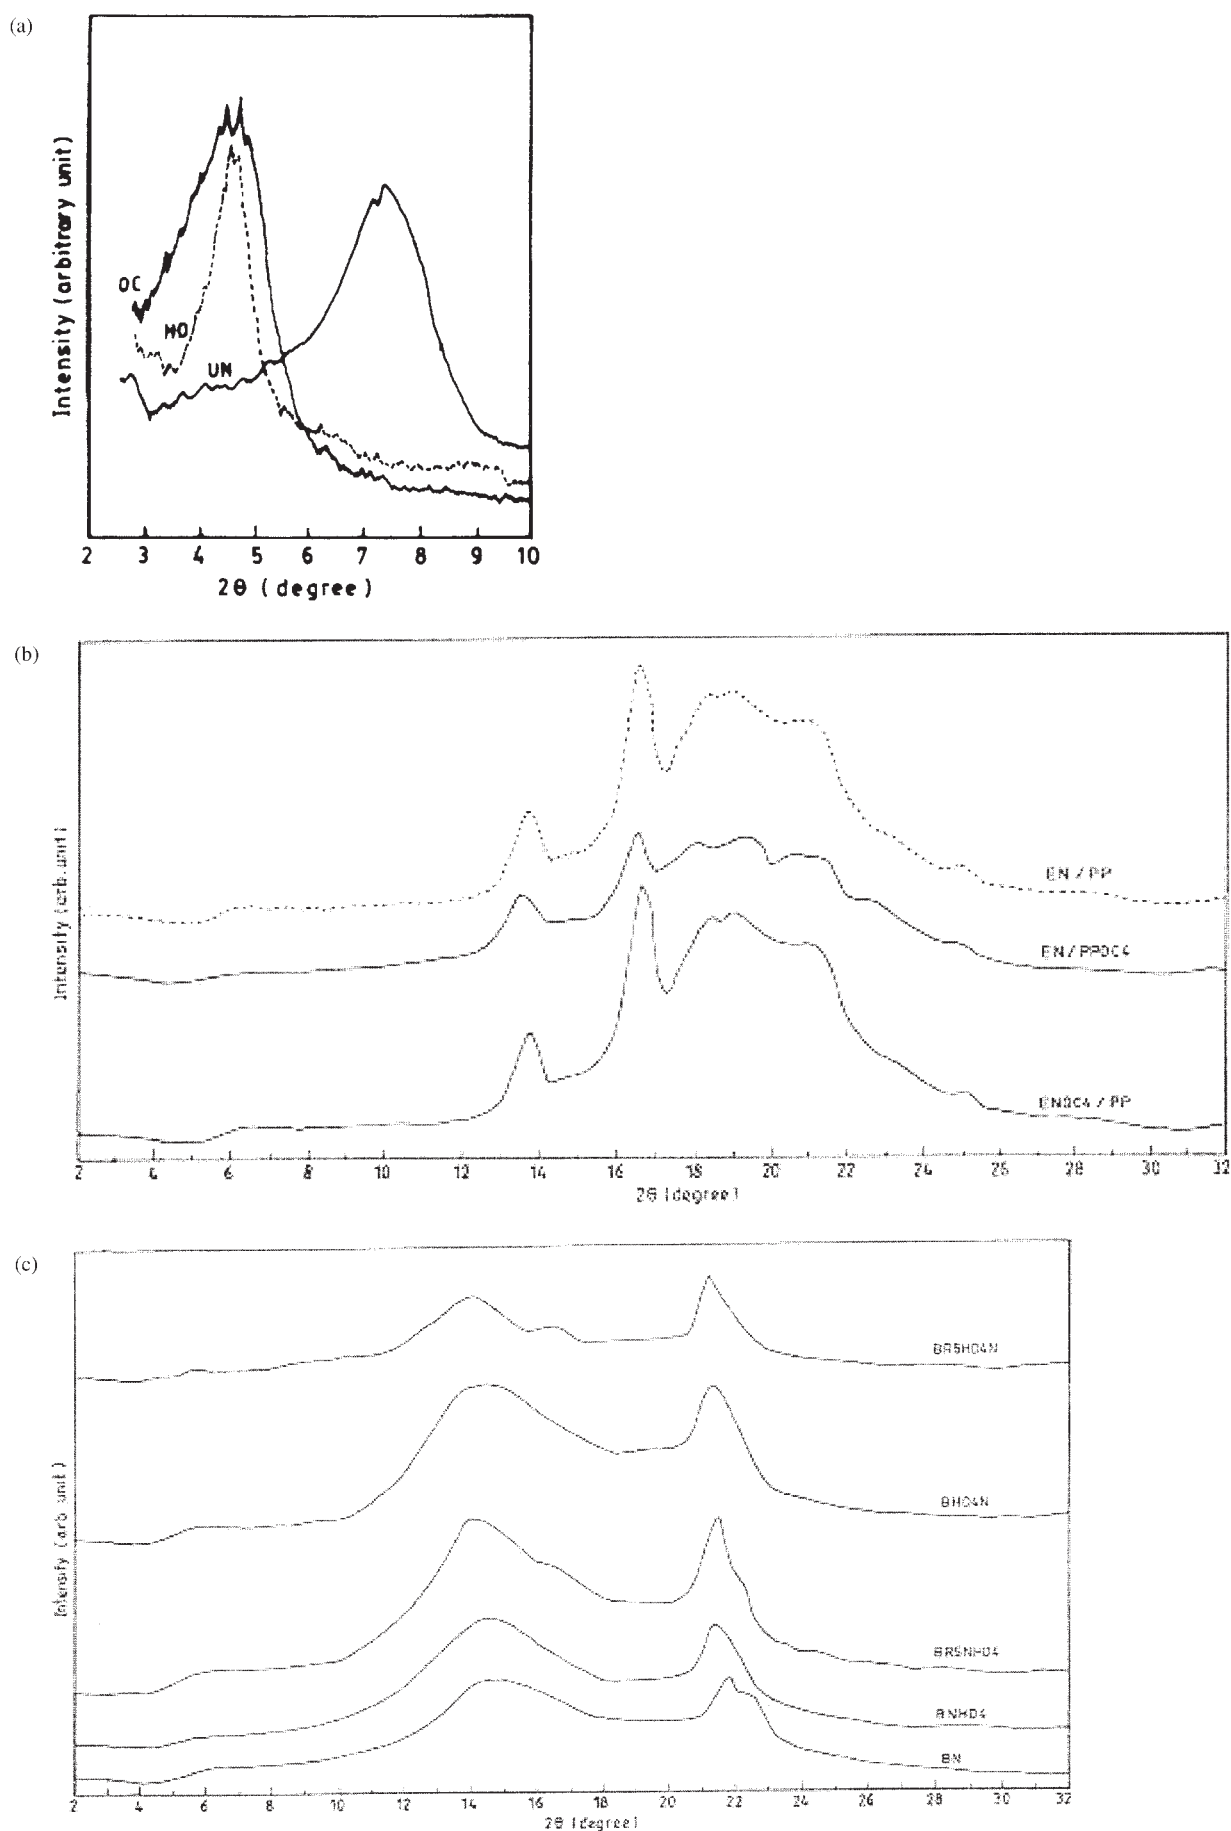 (a)
Intensity (arbitrary unit)
OC
HO
UN
2 3 4 5 6 7 8 9 10
2θ (degree)
(b)
Intensity (arb.unit)
EN / PP
EN/PPOC4
ENOC4 / PP
2 4 6 8 10 12 14 16 18 20 22 24 26 28 30 32
2θ (degree)
(c)
Intensity (arb unit)
BR5HO4N
BHO4N
BR5NHO4
BNHO4
BN
2 4 6 8 10 12 14 16 18 20 22 24 26 28 30 32
2θ (degree)